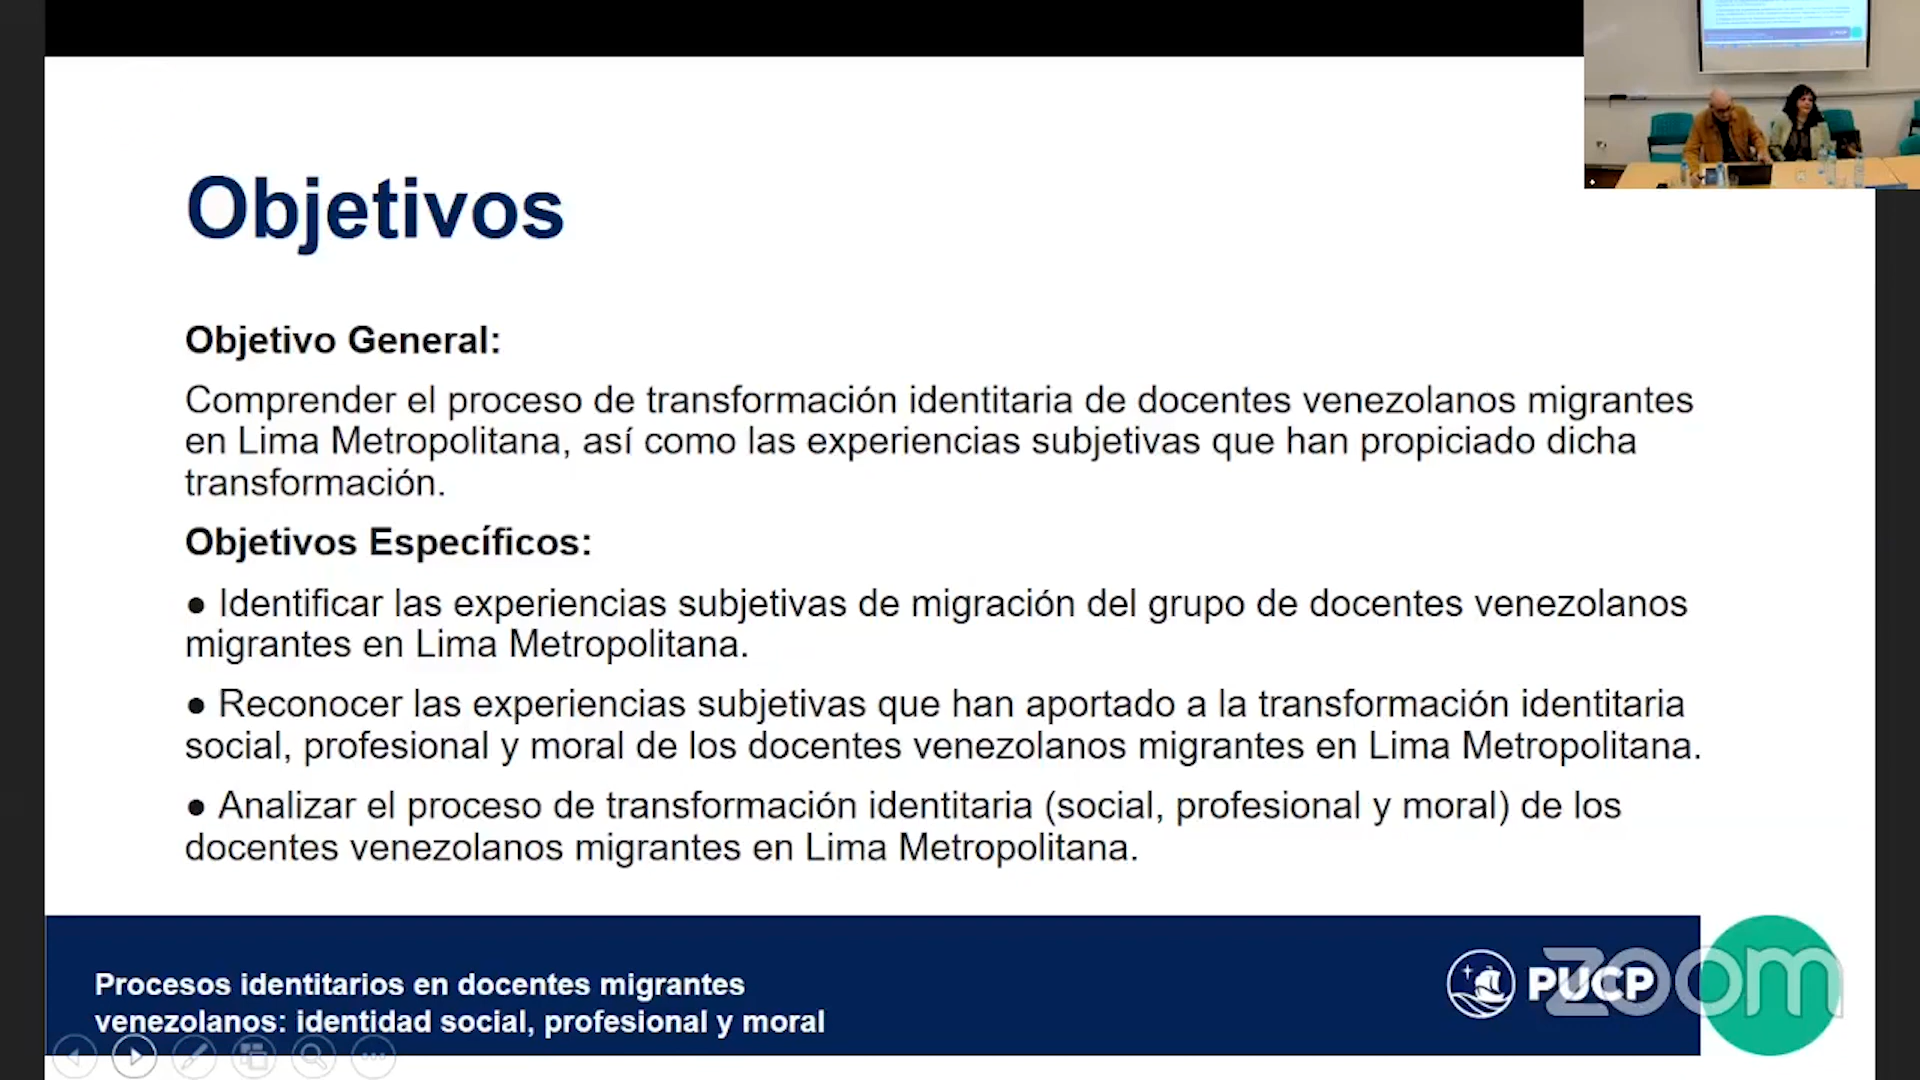 Objetivos
Objetivo General:
Comprender el proceso de transformación identitaria de docentes venezolanos migrantes
en Lima Metropolitana, así como las experiencias subjetivas que han propiciado dicha
transformación.
Objetivos Específicos:
● Identificar las experiencias subjetivas de migración del grupo de docentes venezolanos
migrantes en Lima Metropolitana.
● Reconocer las experiencias subjetivas que han aportado a la transformación identitaria
social, profesional y moral de los docentes venezolanos migrantes en Lima Metropolitana.
● Analizar el proceso de transformación identitaria (social, profesional y moral) de los
docentes venezolanos migrantes en Lima Metropolitana.
Procesos identitarios en docentes migrantes
venezolanos: identidad social, profesional y moral
PUCP
zoom